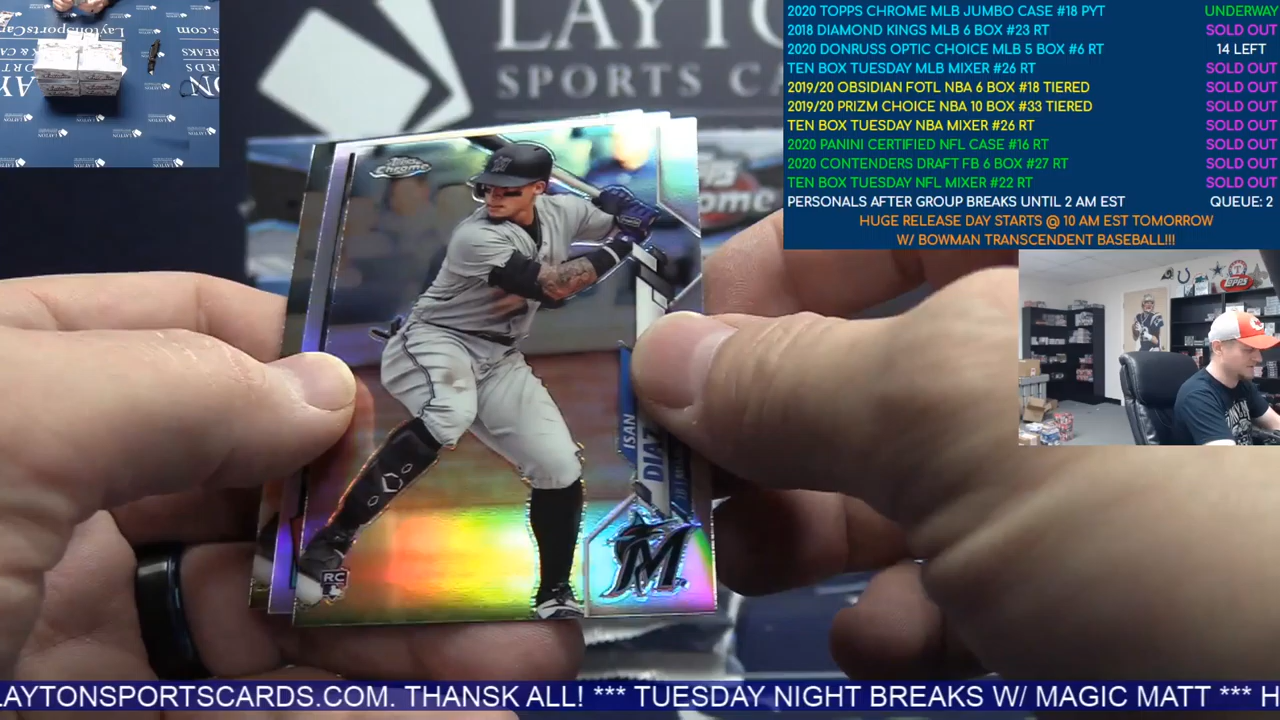 LAYTON
SPORTS CA
2020 TOPPS CHROME MLB JUMBO CASE #18 PYT UNDERWAY
2018 DIAMOND KINGS MLB 6 BOX #23 RT SOLD OUT
2020 DONRUSS OPTIC CHOICE MLB 5 BOX #6 RT 14 LEFT
TEN BOX TUESDAY MLB MIXER #26 RT SOLD OUT
2019/20 OBSIDIAN FOTL NBA 6 BOX #18 TIERED SOLD OUT
2019/20 PRIZM CHOICE NBA 10 BOX #33 TIERED SOLD OUT
TEN BOX TUESDAY NBA MIXER #26 RT SOLD OUT
2020 PANINI CERTIFIED NFL CASE #16 RT SOLD OUT
2020 CONTENDERS DRAFT FB 6 BOX #27 RT SOLD OUT
TEN BOX TUESDAY NFL MIXER #22 RT SOLD OUT
PERSONALS AFTER GROUP BREAKS UNTIL 2 AM EST QUEUE: 2
HUGE RELEASE DAY STARTS @ 10 AM EST TOMORROW
W/ BOWMAN TRANSCENDENT BASEBALL!!!
Topps
Chrome
ISAN
DIAZ
2B
M
RC
Topps
LAYTONSPORTSCARDS.COM. THANSK ALL! *** TUESDAY NIGHT BREAKS W/ MAGIC MATT *** H